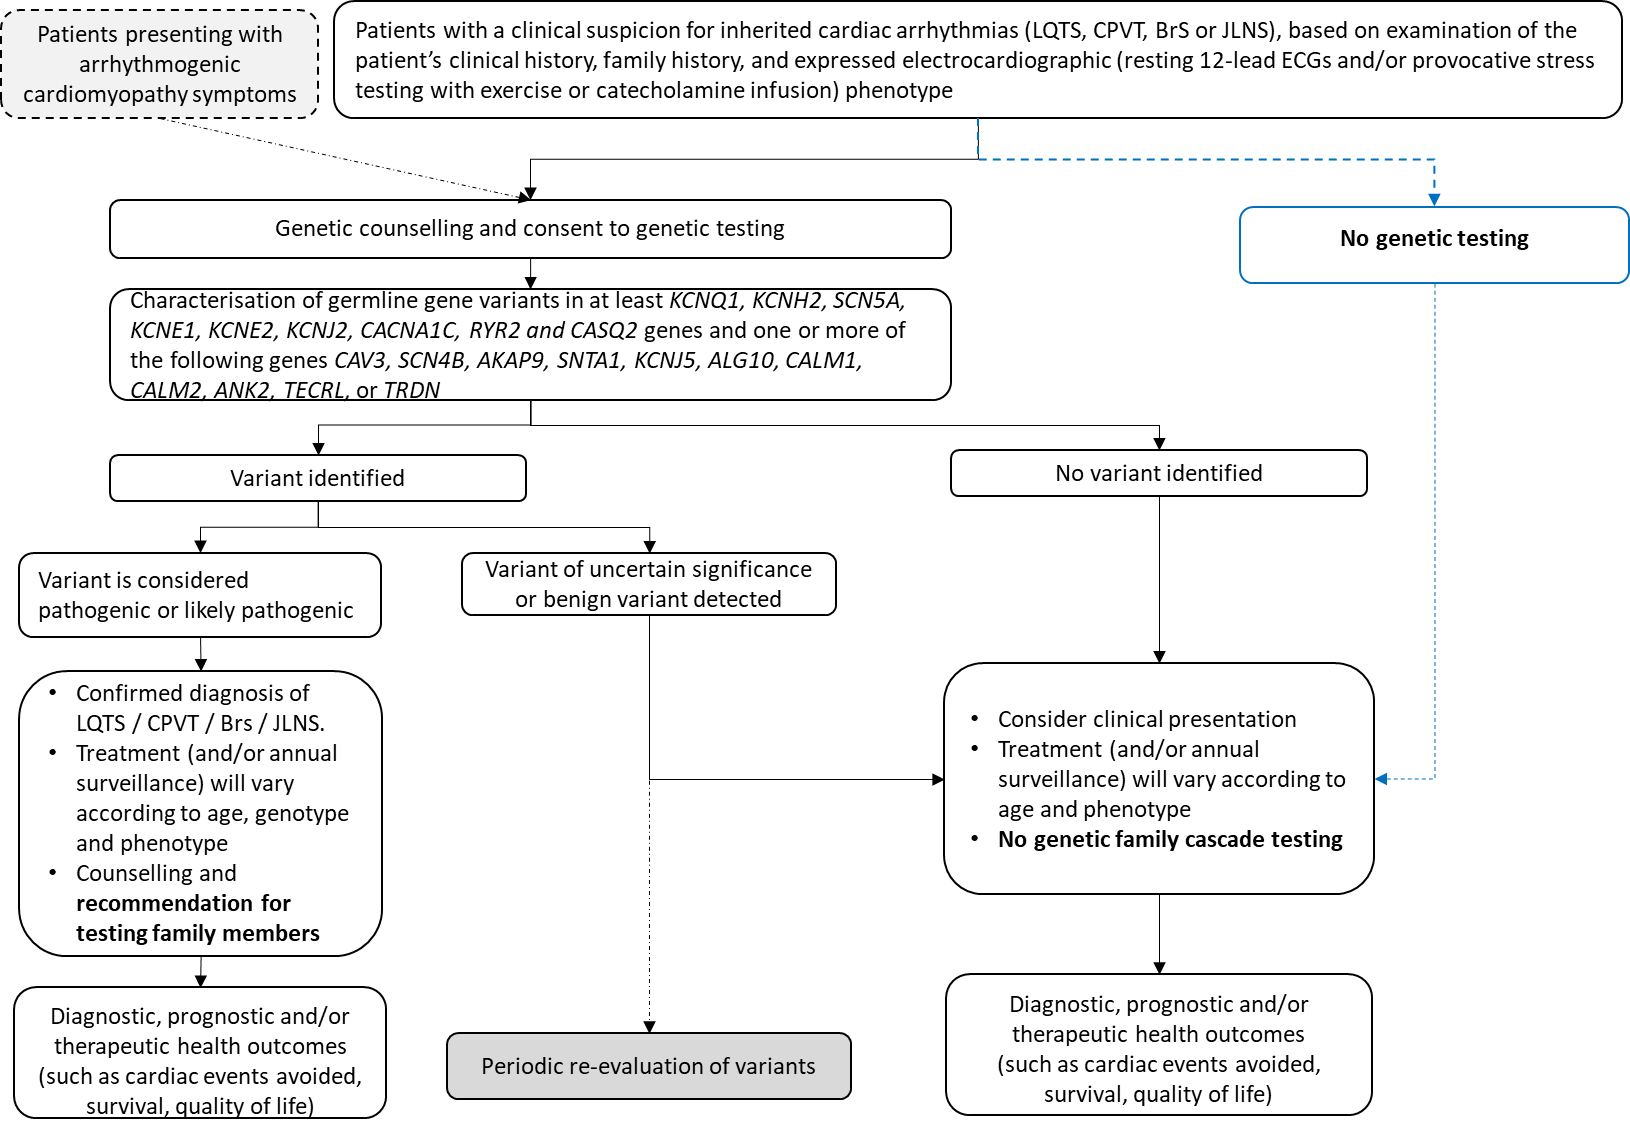 Patients presenting with
arrhythmogenic
cardiomyopathy symptoms
Patients with a clinical suspicion for inherited cardiac arrhythmias (LQTS, CPVT, BrS or JLNS), based on examination of the
patient’s clinical history, family history, and expressed electrocardiographic (resting 12-lead ECGs and/or provocative stress
testing with exercise or catecholamine infusion) phenotype
Genetic counselling and consent to genetic testing
No genetic testing
Characterisation of germline gene variants in at least KCNQ1, KCNH2, SCN5A,
KCNE1, KCNE2, KCNJ2, CACNA1C, RYR2 and CASQ2 genes and one or more of
the following genes CAV3, SCN4B, AKAP9, SNTA1, KCNJ5, ALG10, CALM1,
CALM2, ANK2, TECRL, or TRDN
Variant identified
No variant identified
Variant is considered
pathogenic or likely pathogenic
Variant of uncertain significance
or benign variant detected
• Confirmed diagnosis of
LQTS / CPVT / Brs / JLNS.
• Treatment (and/or annual
surveillance) will vary
according to age, genotype
and phenotype
• Counselling and
recommendation for
testing family members
• Consider clinical presentation
• Treatment (and/or annual
surveillance) will vary according to
age and phenotype
• No genetic family cascade testing
Diagnostic, prognostic and/or
therapeutic health outcomes
(such as cardiac events avoided,
survival, quality of life)
Periodic re-evaluation of variants
Diagnostic, prognostic and/or
therapeutic health outcomes
(such as cardiac events avoided,
survival, quality of life)